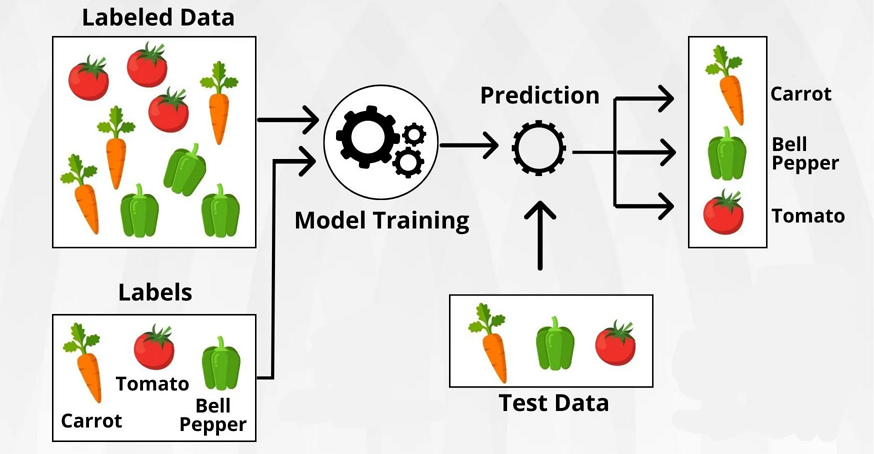 Labeled Data
Prediction
Carrot
Bell
Pepper
Tomato
Model Training
Labels
Tomato
Carrot
Bell
Pepper
Test Data